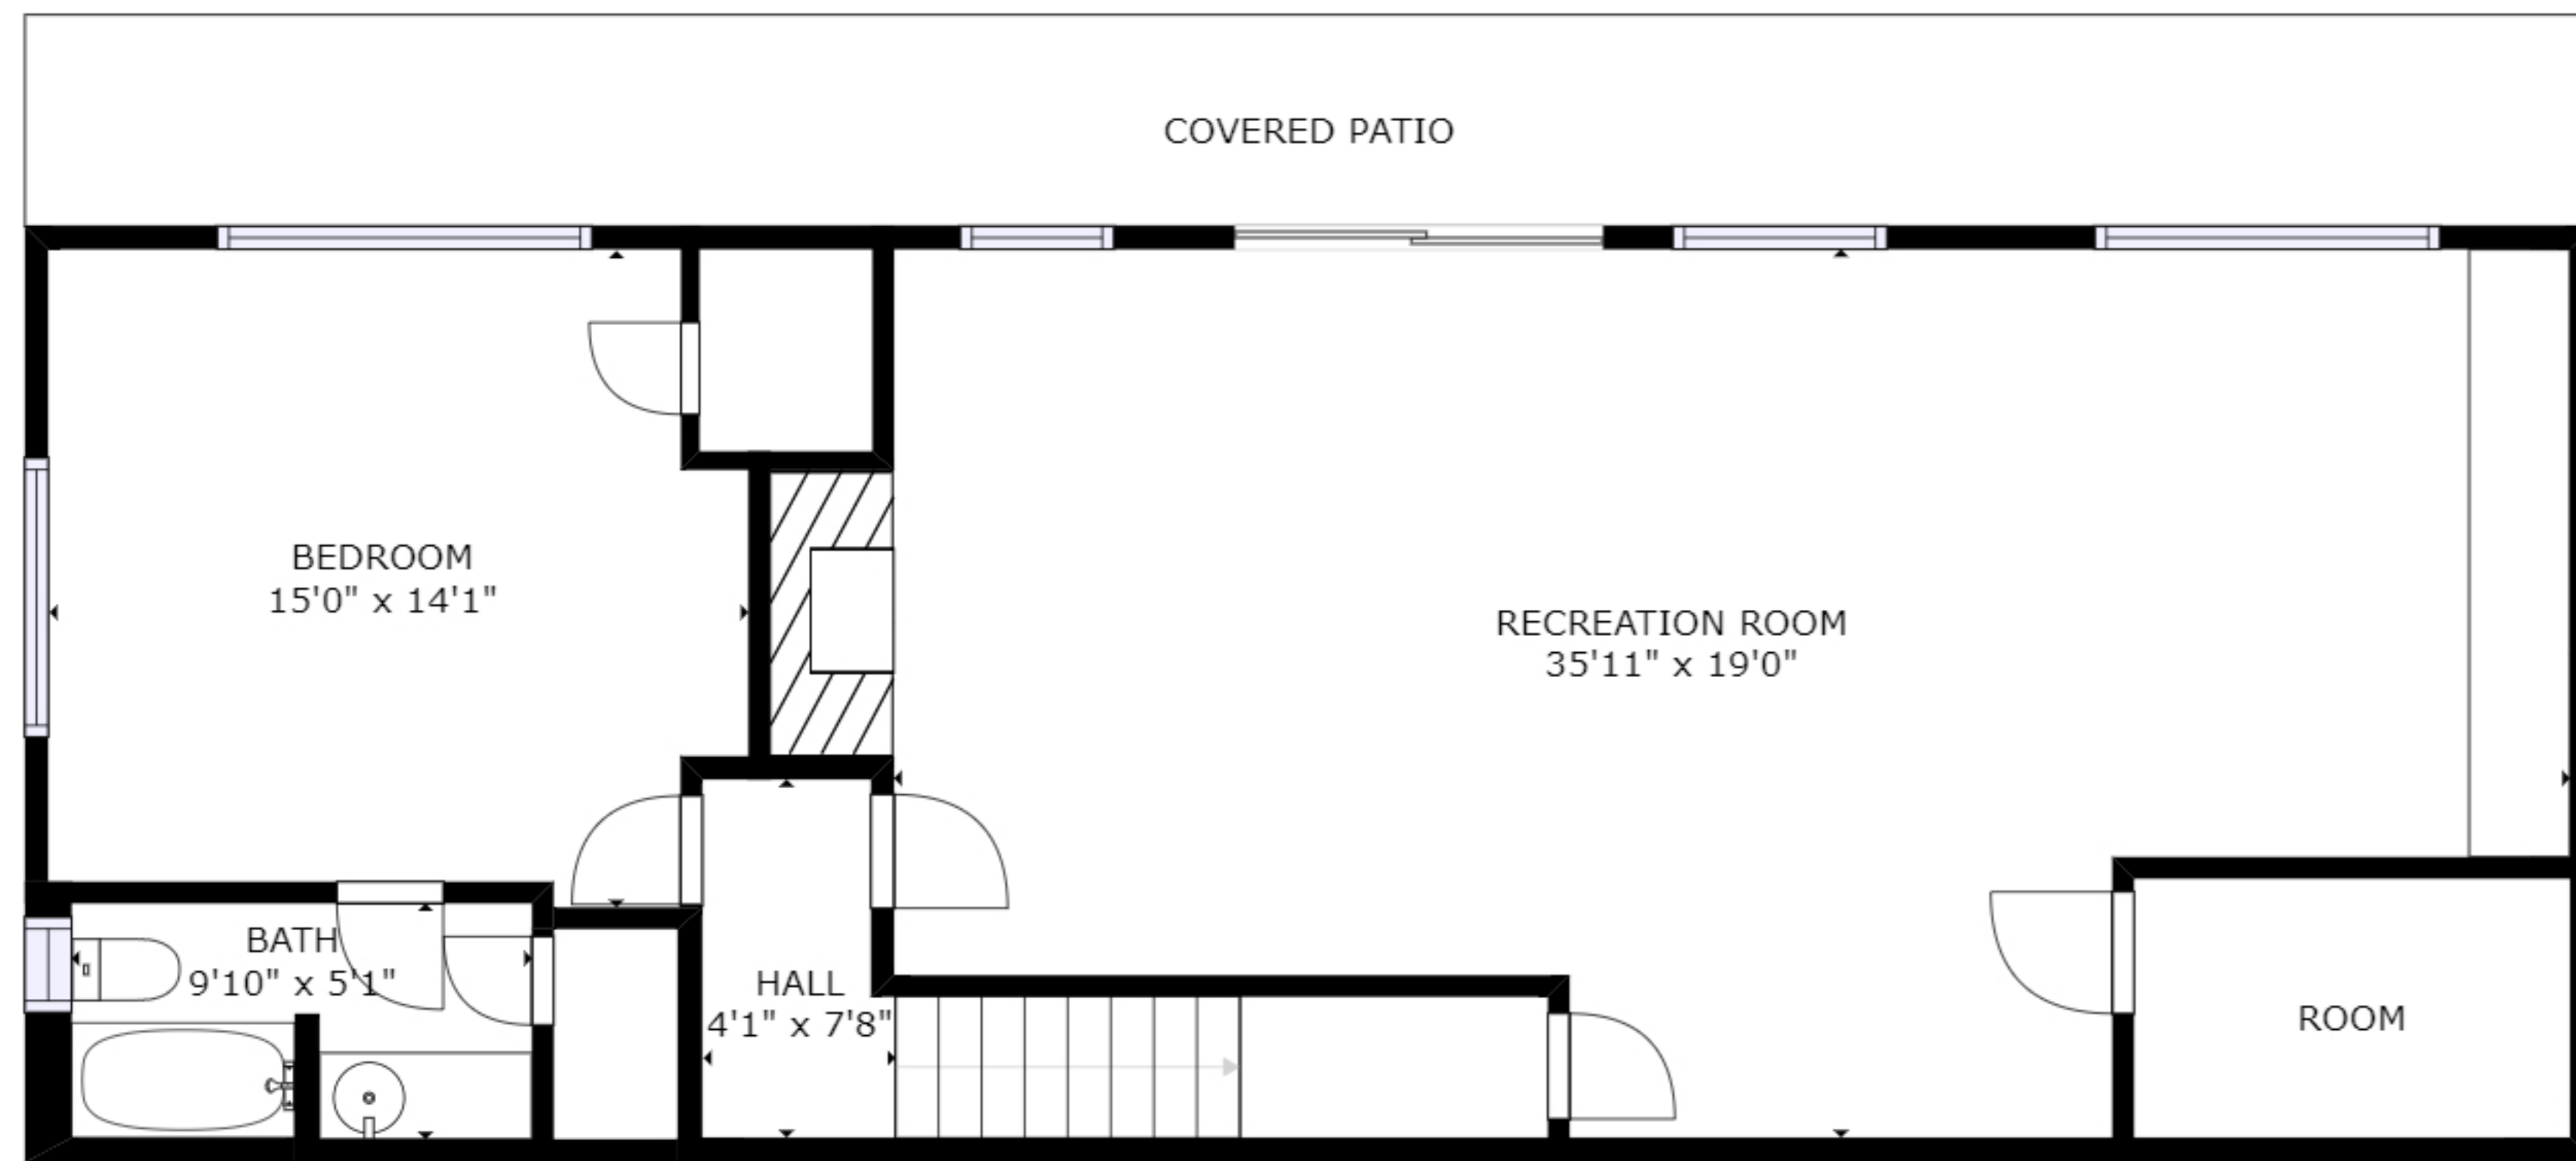 COVERED PATIO
BEDROOM
15'0" x 14'1"
RECREATION ROOM
35'11" x 19'0"
BATH
9'10" x 5'1"
HALL
4'1" x 7'8"
ROOM